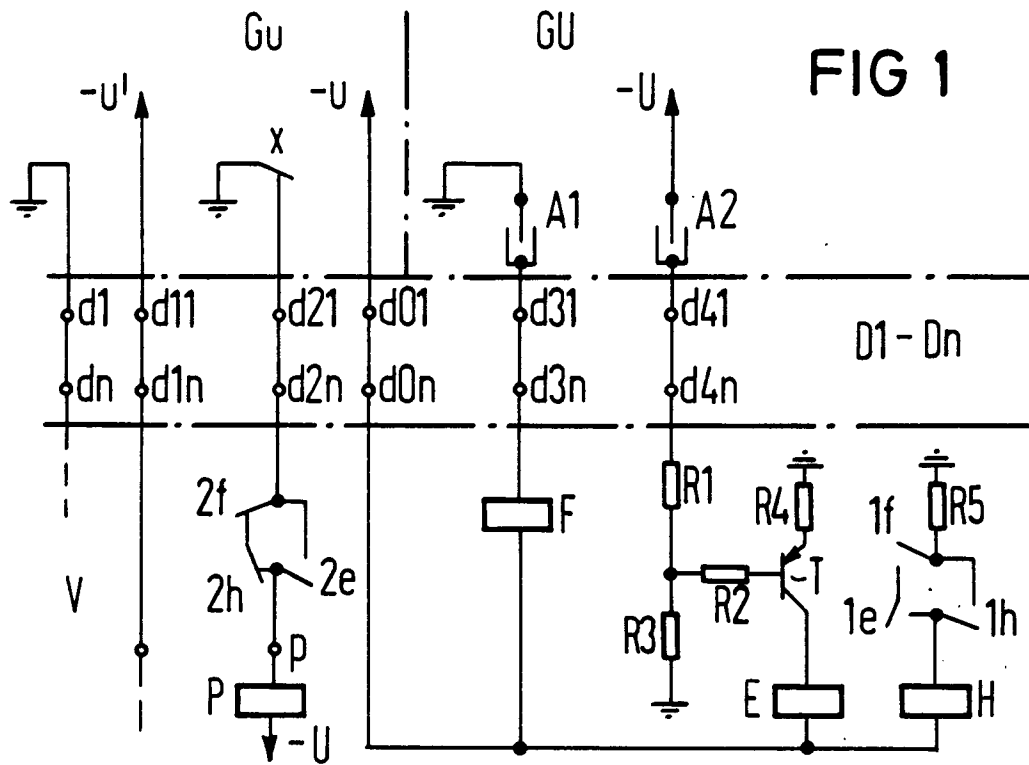 Gu GU
FIG 1
-U' -U -U
x
A1 A2
d1 d11 d21 d01 d31 d41
D1 - Dn
dn d1n d2n d0n d3n d4n
2f F R1 R4 1f R5
2h 2e R2 T
V R3 1e 1h
p
P E H
-U